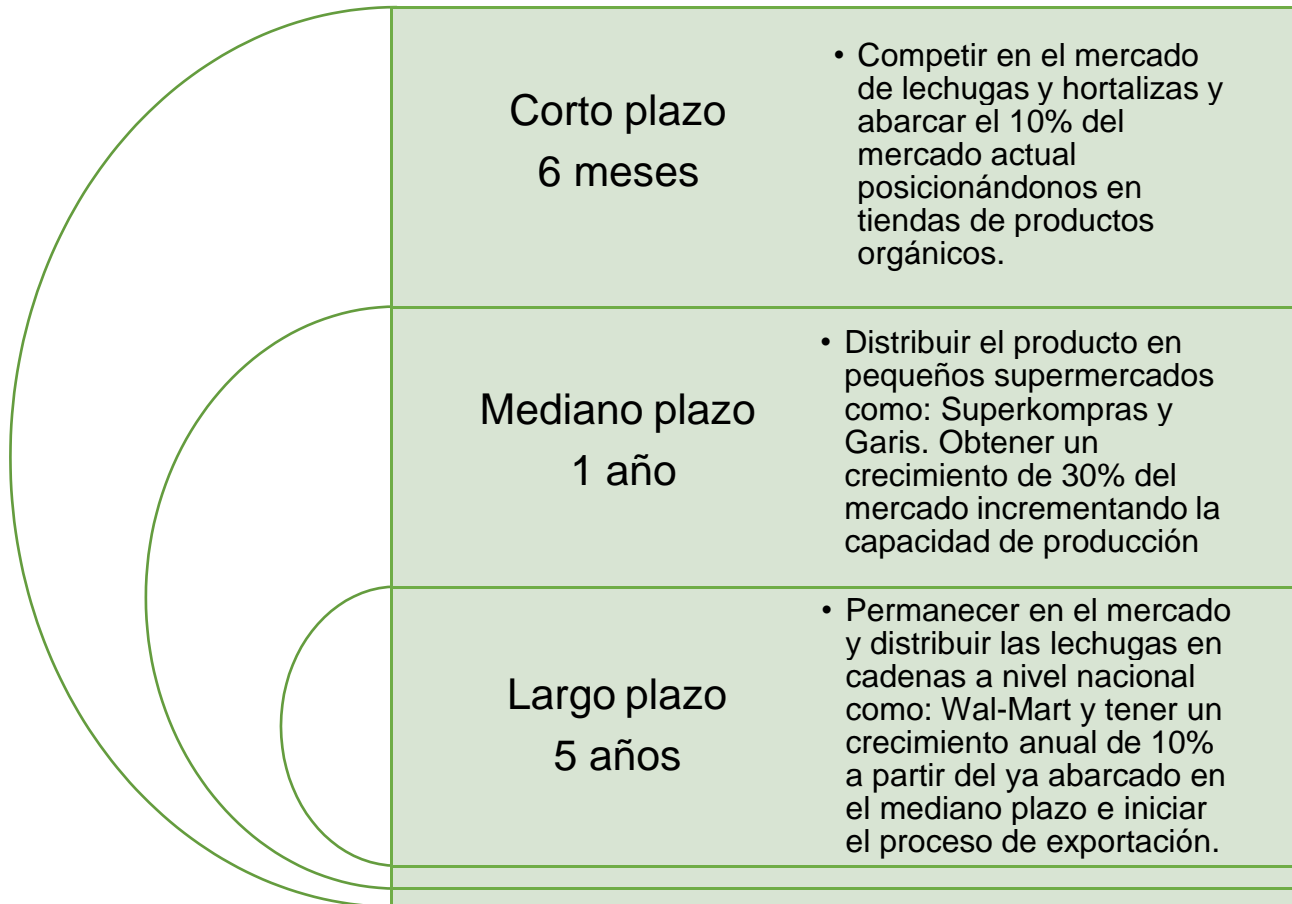 Corto plazo
6 meses
• Competir en el mercado
de lechugas y hortalizas y
abarcar el 10% del
mercado actual
posicionándonos en
tiendas de productos
orgánicos.
Mediano plazo
1 año
• Distribuir el producto en
pequeños supermercados
como: Superkompras y
Garis. Obtener un
crecimiento de 30% del
mercado incrementando la
capacidad de producción
Largo plazo
5 años
• Permanecer en el mercado
y distribuir las lechugas en
cadenas a nivel nacional
como: Wal-Mart y tener un
crecimiento anual de 10%
a partir del ya abarcado en
el mediano plazo e iniciar
el proceso de exportación.